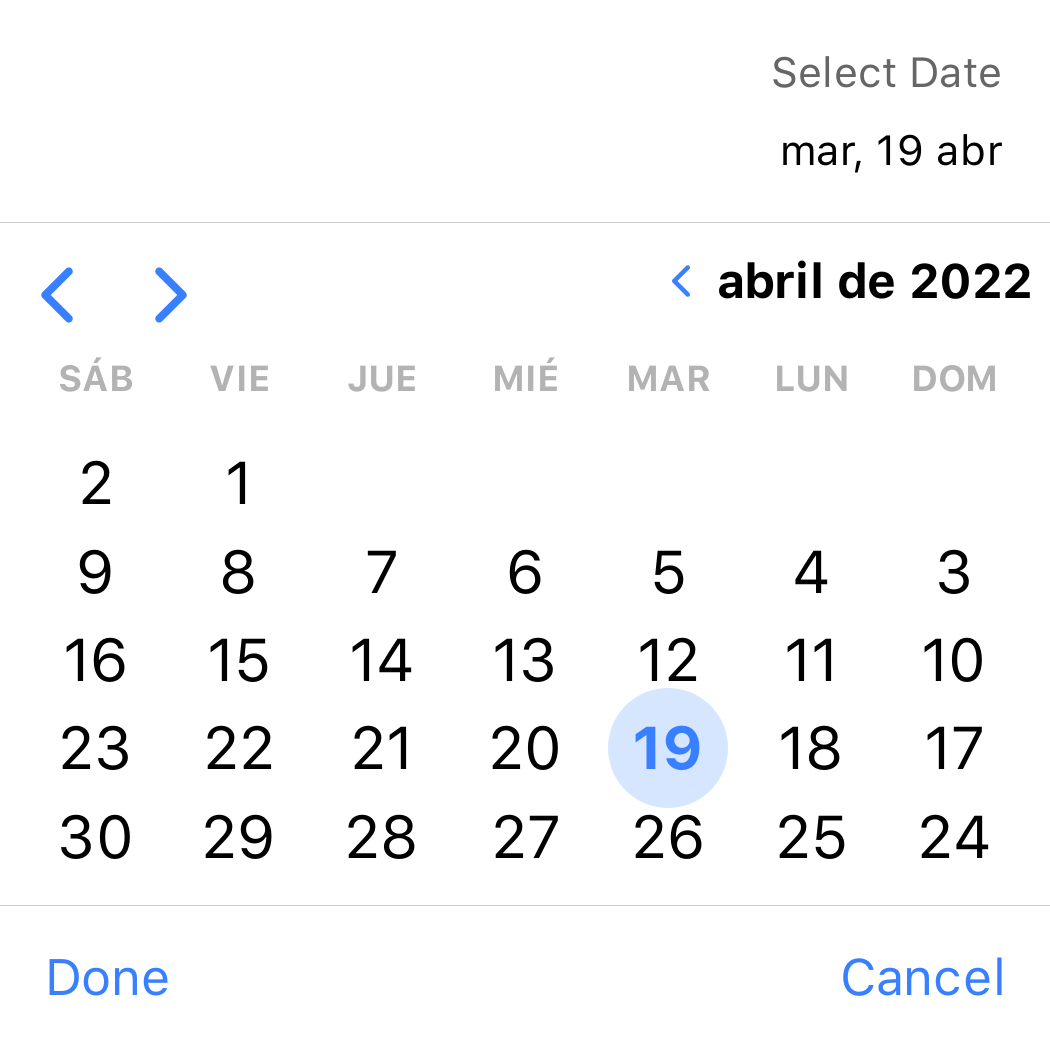 Select Date
mar, 19 abr
abril de 2022
SÁB VIE JUE MIÉ MAR LUN DOM
2 1
9 8 7 6 5 4 3
16 15 14 13 12 11 10
23 22 21 20 19 18 17
30 29 28 27 26 25 24
Done Cancel